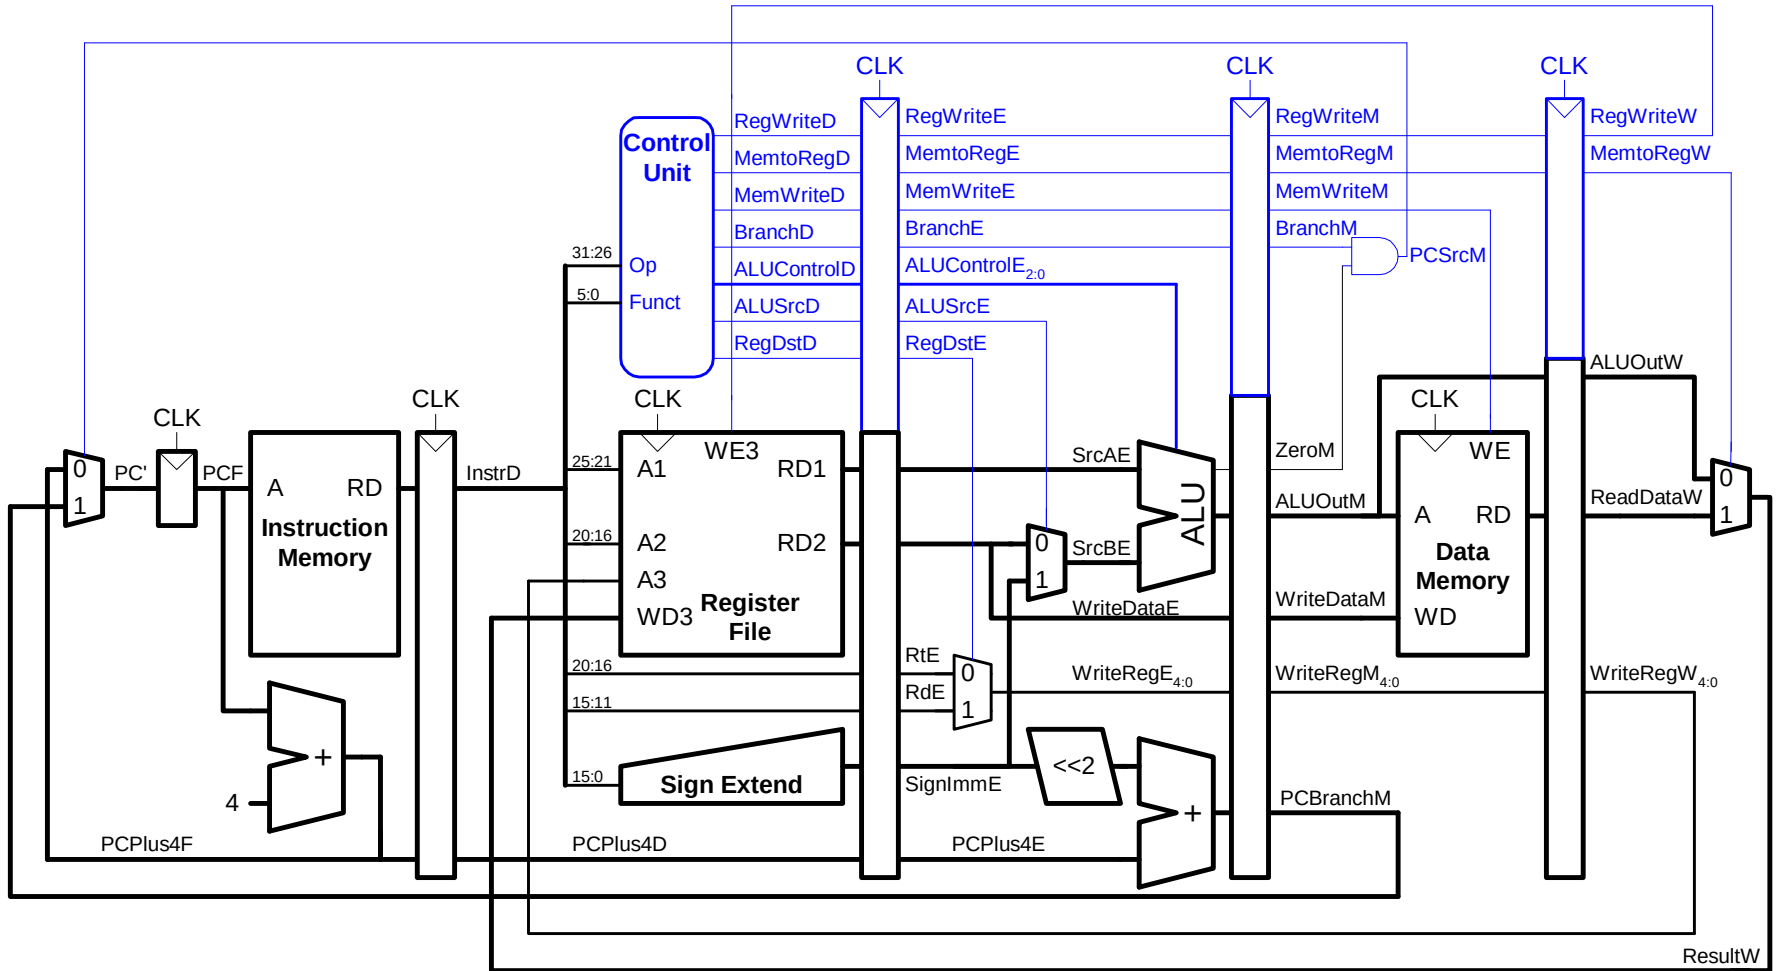 CLK
CLK
CLK
RegWriteD
RegWriteE
RegWriteM
RegWriteW
Control
Unit
MemtoRegD
MemtoRegE
MemtoRegM
MemtoRegW
MemWriteD
MemWriteE
MemWriteM
BranchD
BranchE
BranchM
31:26
Op
ALUControlD
ALUControlE2:0
PCSrcM
5:0
Funct
ALUSrcD
ALUSrcE
RegDstD
RegDstE
ALUOutW
CLK
CLK
CLK
CLK
0
1
PC'
PCF
A
RD
Instruction
Memory
InstrD
25:21
A1
WE3
RD1
SrcAE
ZeroM
WE
20:16
A2
RD2
0
1
SrcBE
ALU
ALUOutM
A
RD
Data
Memory
ReadDataW
0
1
A3
WD3
Register
File
WriteDataE
WriteDataM
WD
20:16
RtE
0
15:11
RdE
1
WriteRegE4:0
WriteRegM4:0
WriteRegW4:0
+
4
15:0
Sign Extend
SignImmE
<<2
+
PCBranchM
PCPlus4F
PCPlus4D
PCPlus4E
ResultW